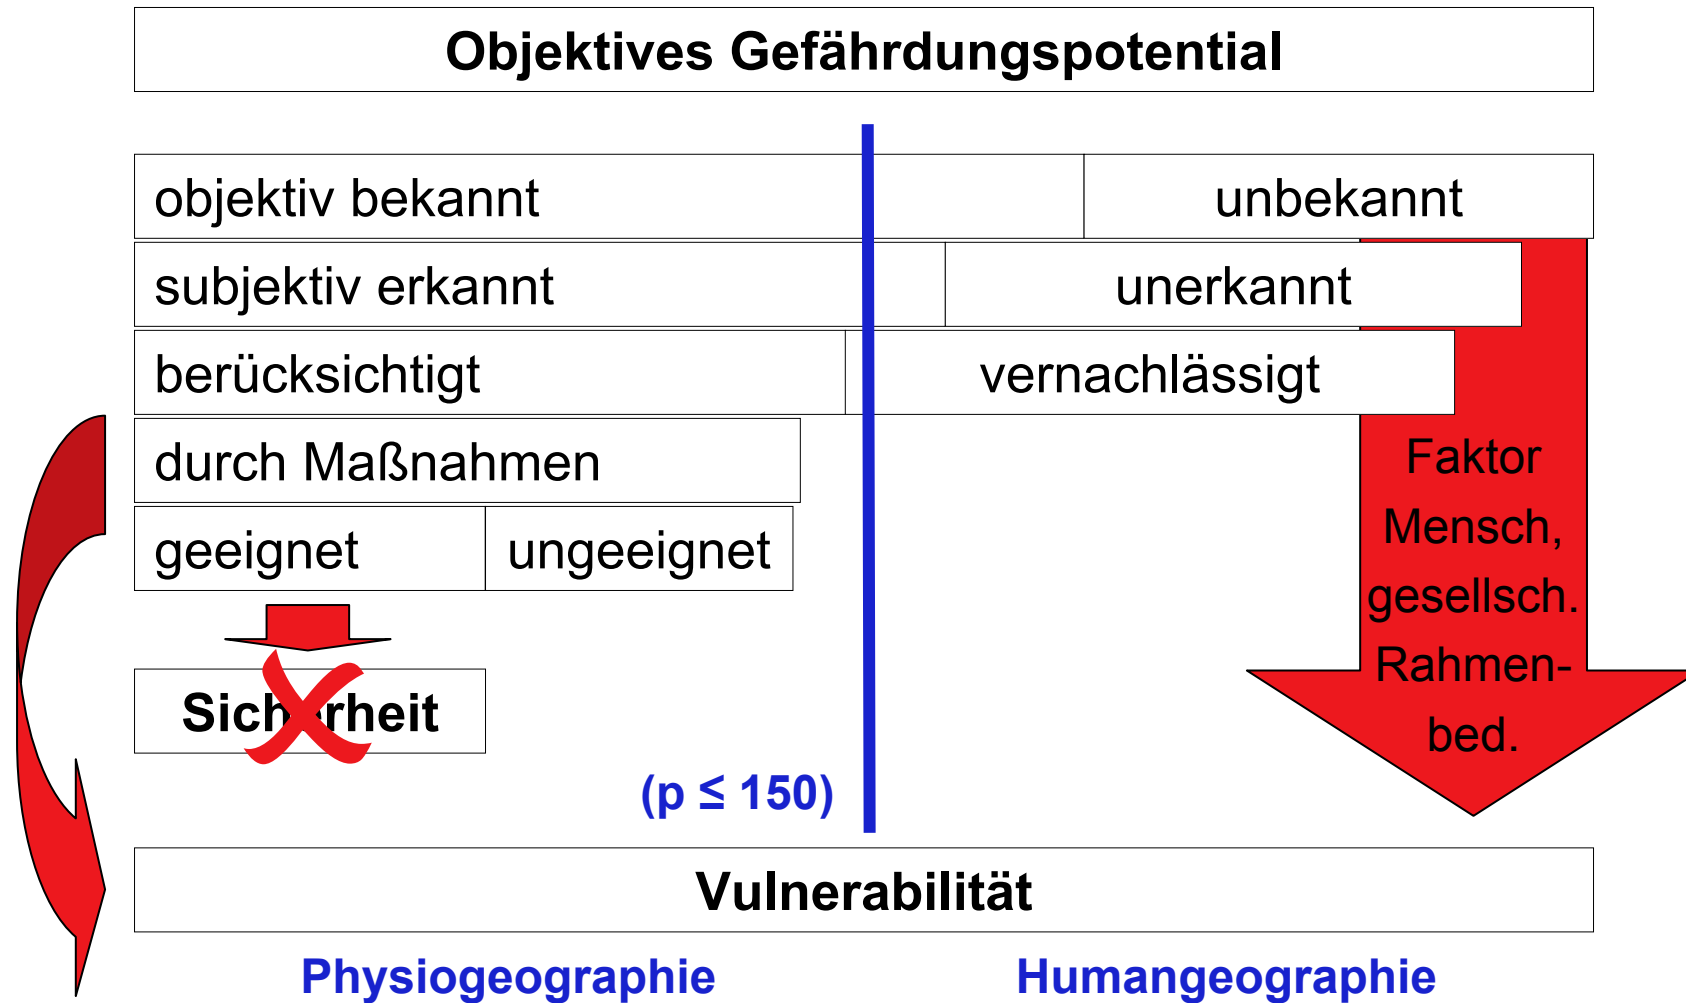 Objektives Gefährdungspotential
objektiv bekannt
unbekannt
subjektiv erkannt
unerkannt
berücksichtigt
vernachlässigt
durch Maßnahmen
geeignet
ungeeignet
Faktor
Mensch,
gesellsch.
Rahmen-
bed.
Sicherheit
(p ≤ 150)
Vulnerabilität
Physiogeographie
Humangeographie